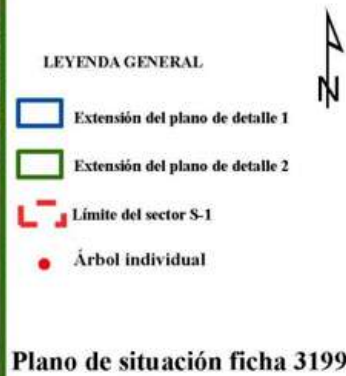 LEYENDA GENERAL
N
Extensión del plano de detalle 1
Extensión del plano de detalle 2
Límite del sector S-1
Árbol individual
Plano de situación ficha 3199